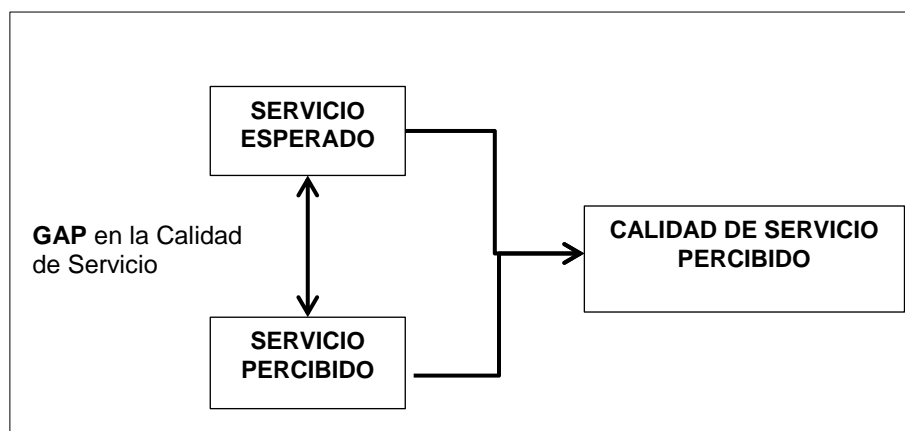 SERVICIO
ESPERADO
GAP en la Calidad
de Servicio
CALIDAD DE SERVICIO
PERCIBIDO
SERVICIO
PERCIBIDO